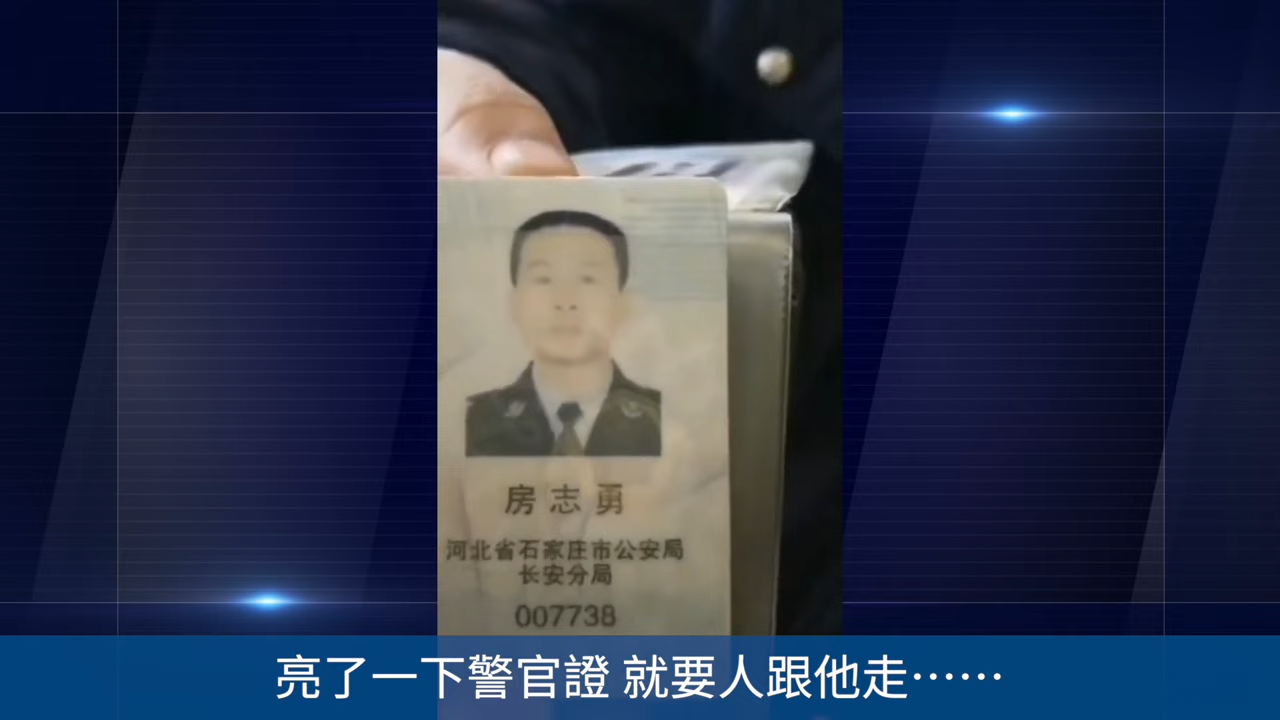 房志勇
河北省石家庄市公安局
长安分局
007738
亮了一下警官證 就要人跟他走……